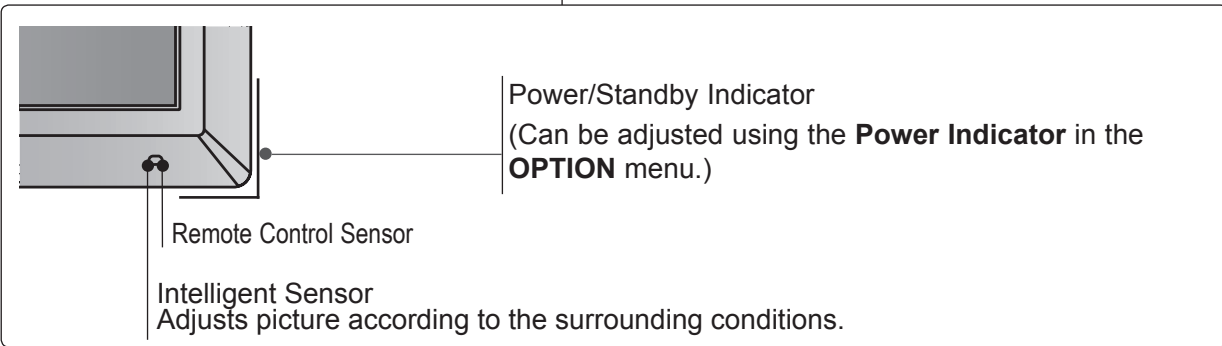 Power/Standby Indicator
(Can be adjusted using the Power Indicator in the
OPTION menu.)
Remote Control Sensor
Intelligent Sensor
Adjusts picture according to the surrounding conditions.